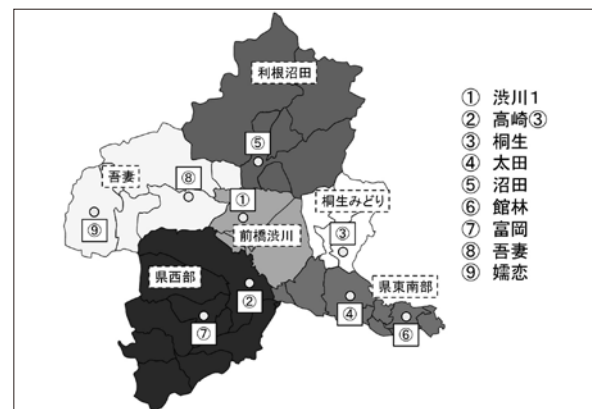 利根沼田
⑤
吾妻
⑧
①
桐生みどり
⑨
前橋渋川
③
県西部
②
県東南部
④
⑦
⑥
① 渋川1
② 高崎③
③ 桐生
④ 太田
⑤ 沼田
⑥ 館林
⑦ 富岡
⑧ 吾妻
⑨ 嬬恋